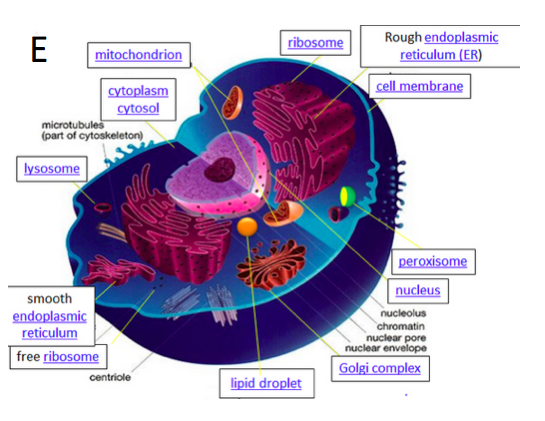 E
mitochondrion
ribosome
Rough endoplasmic
reticulum (ER)
cell membrane
cytoplasm
cytosol
microtubules
(part of cytoskeleton)
lysosome
peroxisome
nucleus
smooth
endoplasmic
reticulum
nucleolus
chromatin
nuclear pore
nuclear envelope
free ribosome
Golgi complex
centriole
lipid droplet